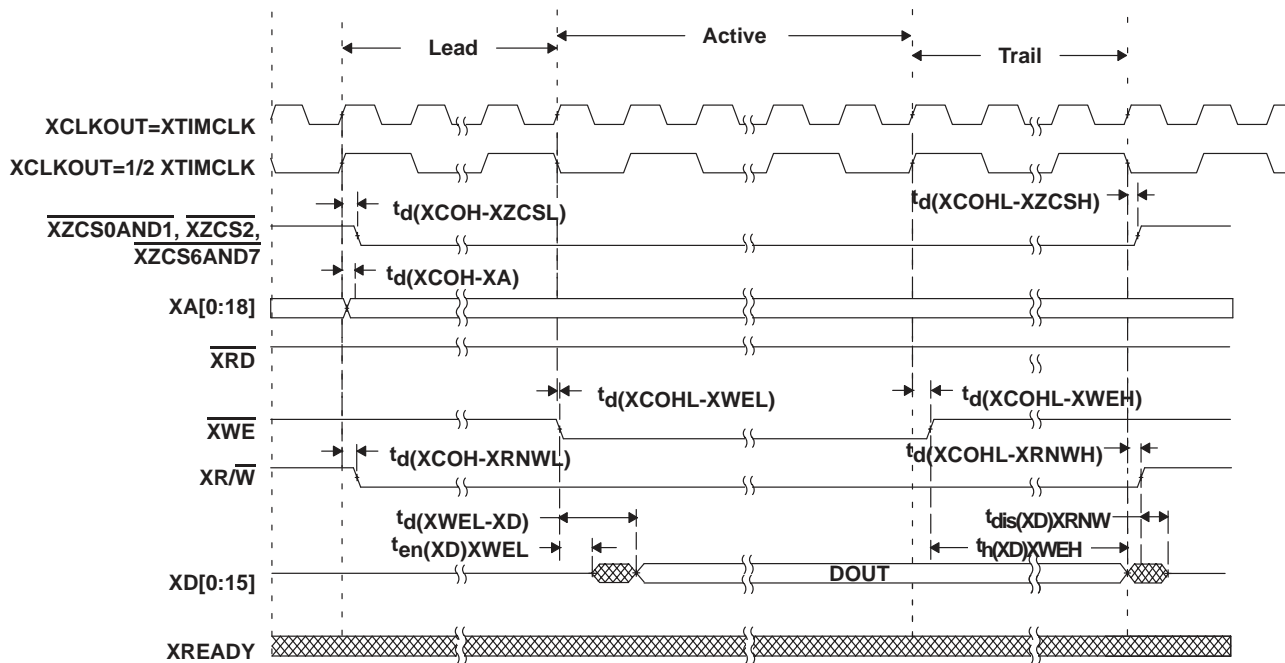 Lead
Active
Trail
XCLKOUT=XTIMCLK
XCLKOUT=1/2 XTIMCLK
td(XCOH-XZCSL)
td(XCOHL-XZCSH)
XZCS0AND1, XZCS2,
XZCS6AND7
td(XCOH-XA)
XA[0:18]
XRD
td(XCOHL-XWEL)
td(XCOHL-XWEH)
XWE
td(XCOH-XRNWL)
td(XCOHL-XRNWH)
XR/W
td(XWEL-XD)
tdis(XD)XRNW
ten(XD)XWEL
th(XD)XWEH
XD[0:15]
DOUT
XREADY